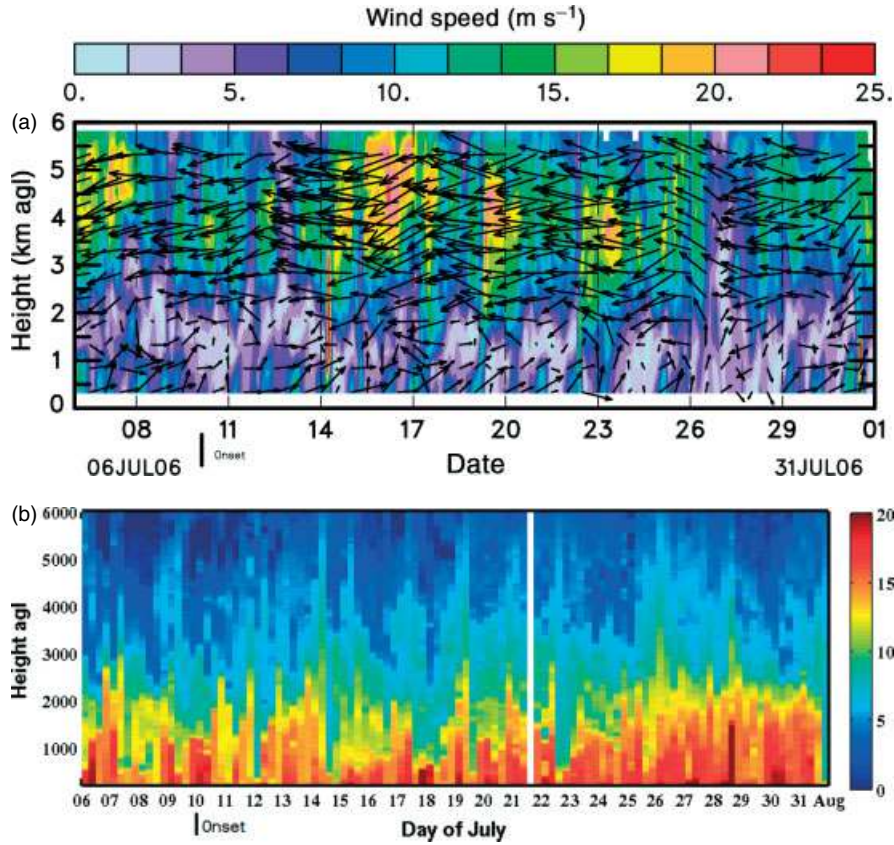 Wind speed (m s⁻¹)
0. 5. 10. 15. 20. 25.
(a)
6
5
4
3
2
1
0
Height (km agl)
08 11 14 17 20 23 26 29 01
06JUL06 Onset Date 31JUL06
(b)
6000
5000
4000
3000
2000
1000
Height agl
20
15
10
5
0
06 07 08 09 10 11 12 13 14 15 16 17 18 19 20 21 22 23 24 25 26 27 28 29 30 31 Aug
Onset Day of July